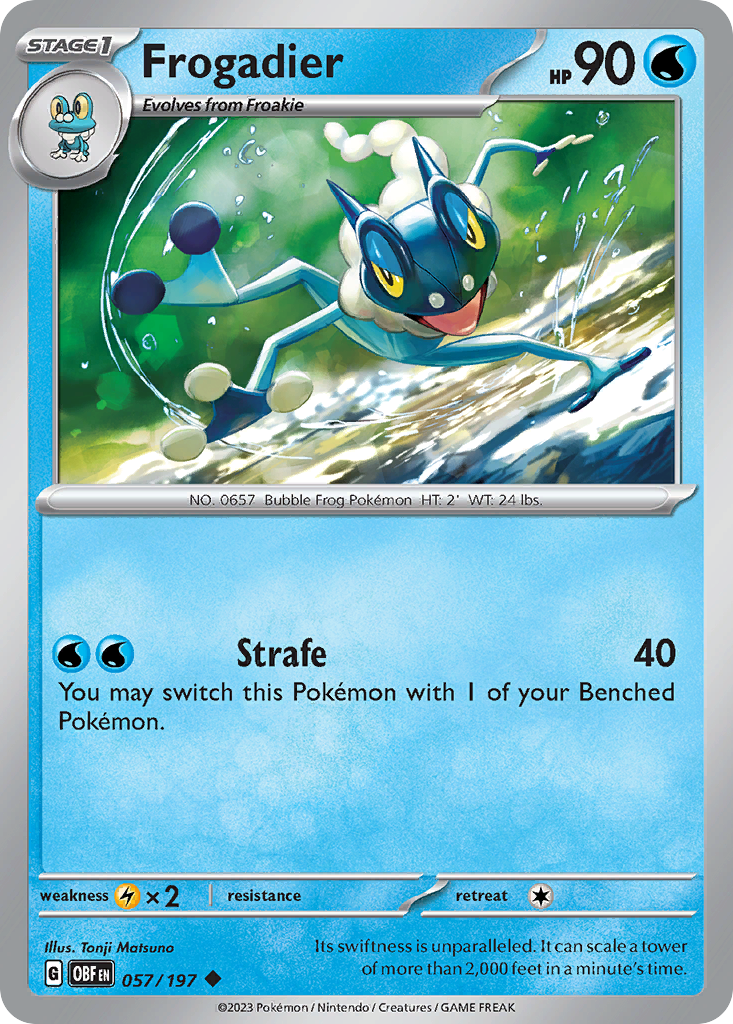 STAGE1
Frogadier
HP 90
Evolves from Froakie
NO. 0657 Bubble Frog Pokémon HT: 2' WT: 24 lbs.
Strafe 40
You may switch this Pokémon with 1 of your Benched
Pokémon.
weakness ×2 resistance retreat
Illus. Tonji Matsuno
Its swiftness is unparalleled. It can scale a tower
of more than 2,000 feet in a minute's time.
G OBF EN 057/197
©2023 Pokémon / Nintendo / Creatures / GAME FREAK